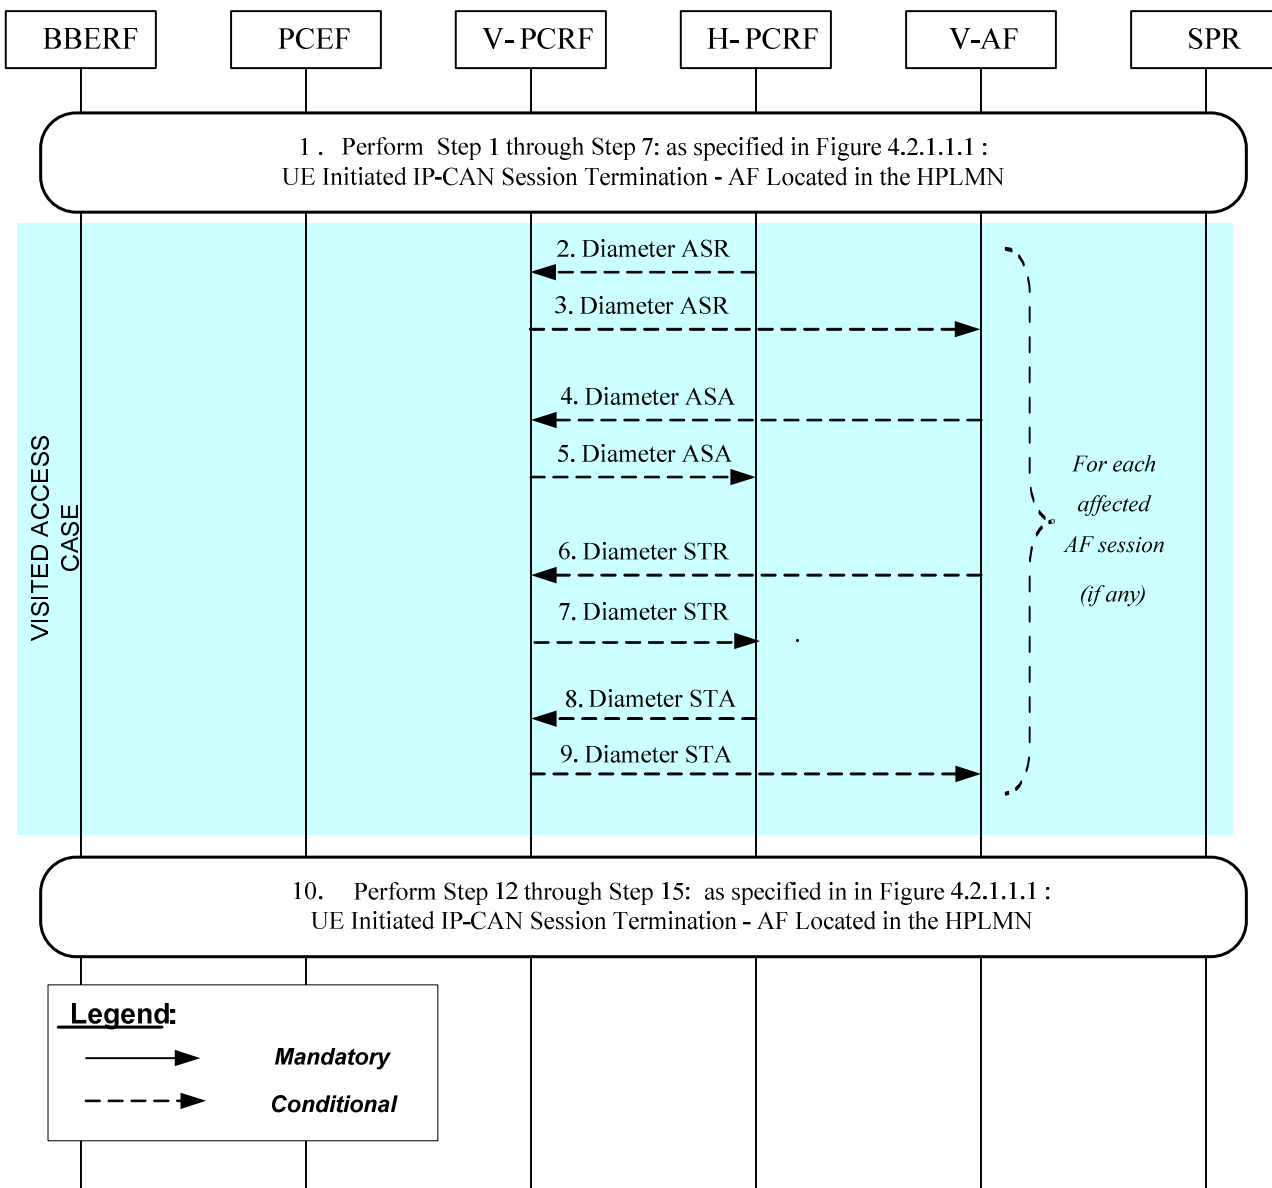 BBERF
PCEF
V-PCRF
H-PCRF
V-AF
SPR
1 . Perform Step 1 through Step 7: as specified in Figure 4.2.1.1.1 :
UE Initiated IP-CAN Session Termination - AF Located in the HPLMN
2. Diameter ASR
3. Diameter ASR
4. Diameter ASA
5. Diameter ASA
6. Diameter STR
7. Diameter STR
8. Diameter STA
9. Diameter STA
For each
affected
AF session
(if any)
VISITED ACCESS
CASE
10. Perform Step 12 through Step 15: as specified in in Figure 4.2.1.1.1 :
UE Initiated IP-CAN Session Termination - AF Located in the HPLMN
Legend:
Mandatory
Conditional